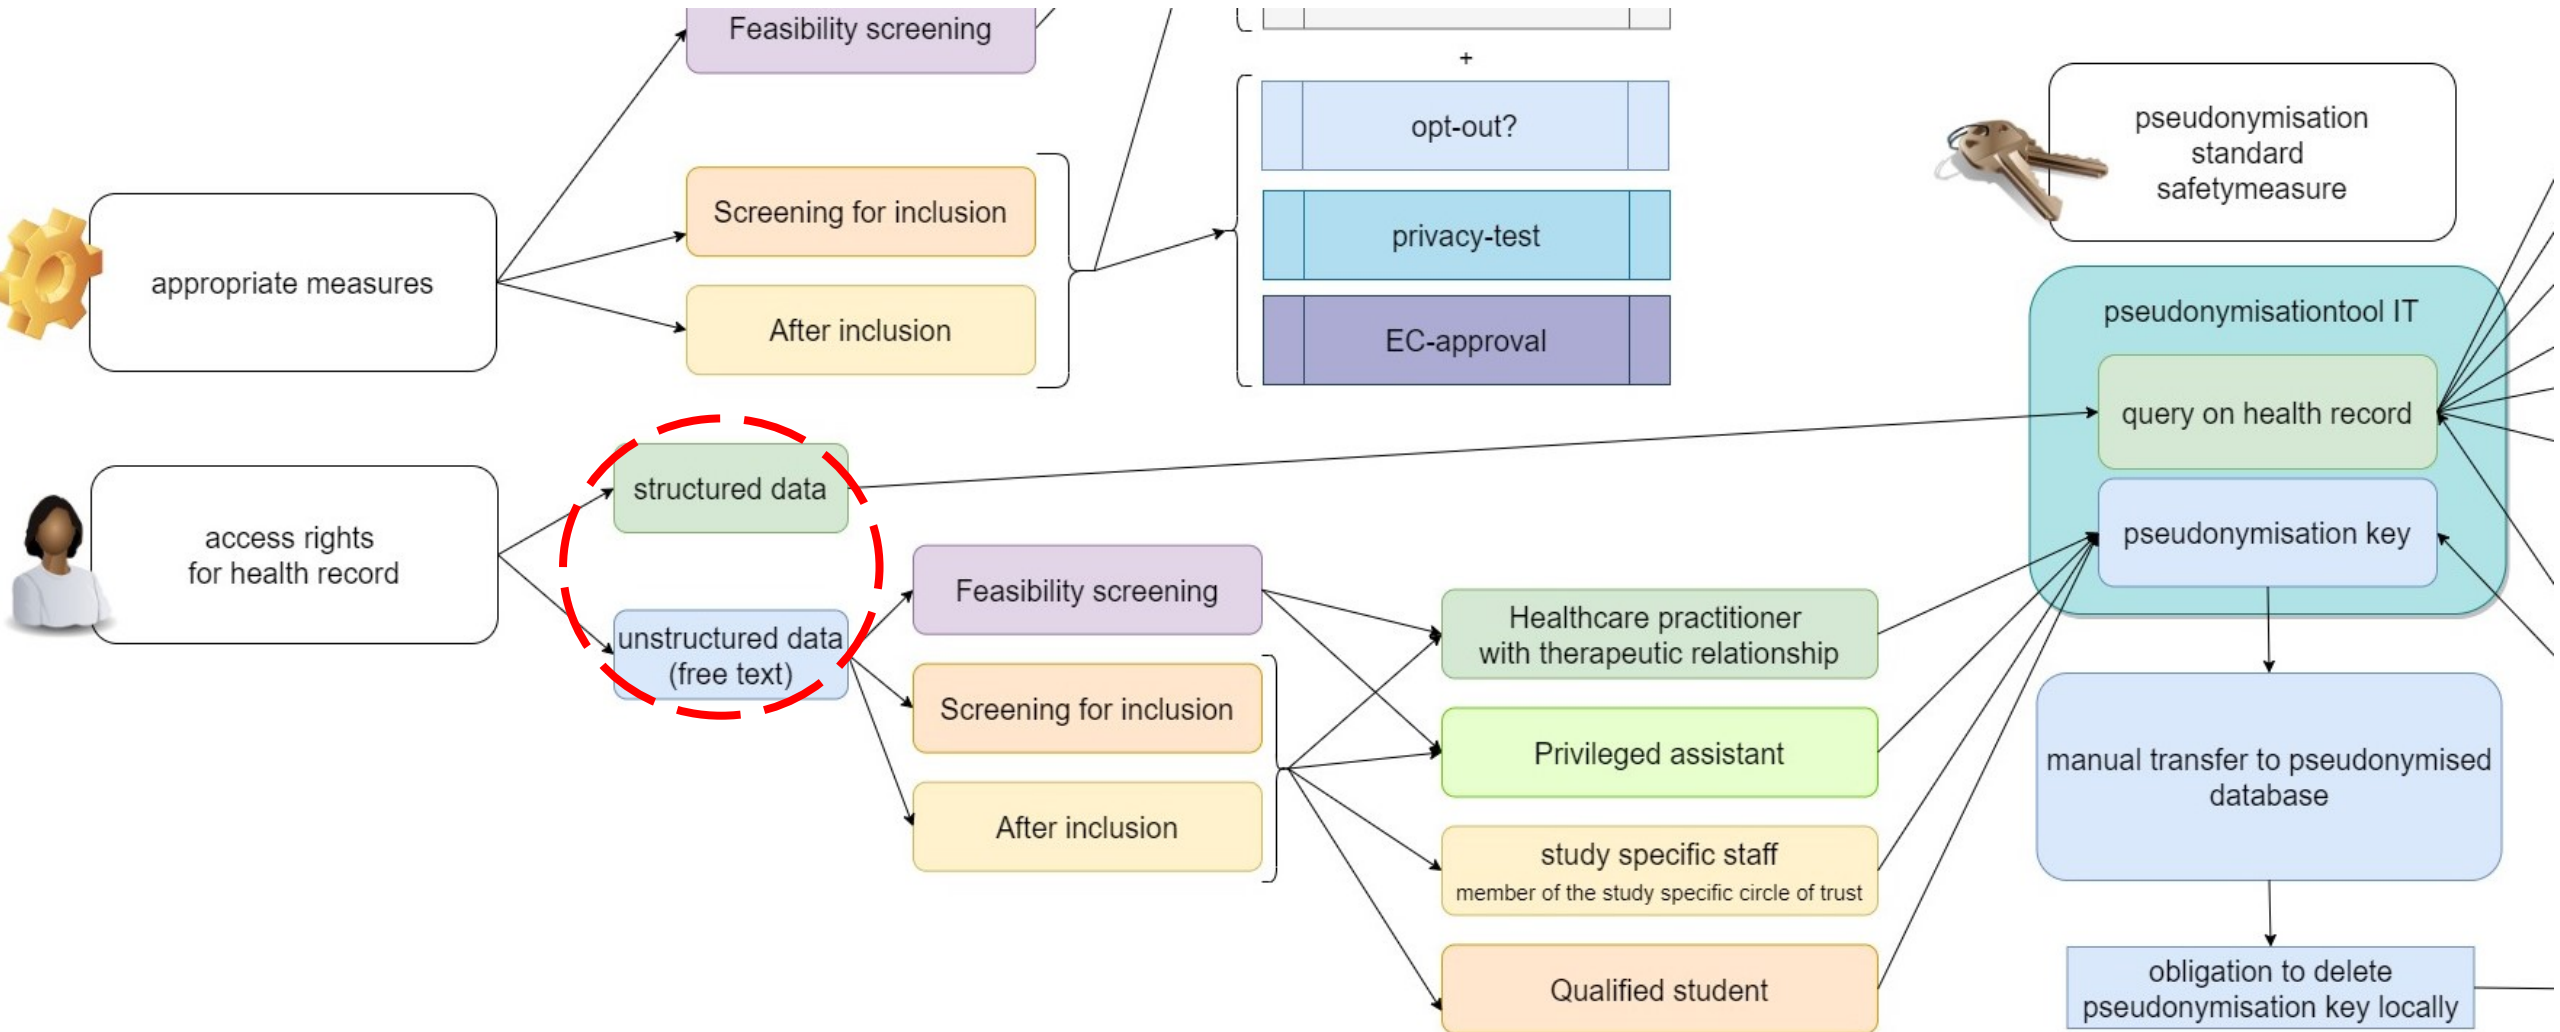 Feasibility screening
+
opt-out?
pseudonymisation
standard
safetymeasure
Screening for inclusion
privacy-test
appropriate measures
After inclusion
EC-approval
pseudonymisationtool IT
query on health record
structured data
access rights
for health record
pseudonymisation key
unstructured data
(free text)
Feasibility screening
Screening for inclusion
After inclusion
Healthcare practitioner
with therapeutic relationship
Privileged assistant
study specific staff
member of the study specific circle of trust
Qualified student
manual transfer to pseudonymised
database
obligation to delete
pseudonymisation key locally